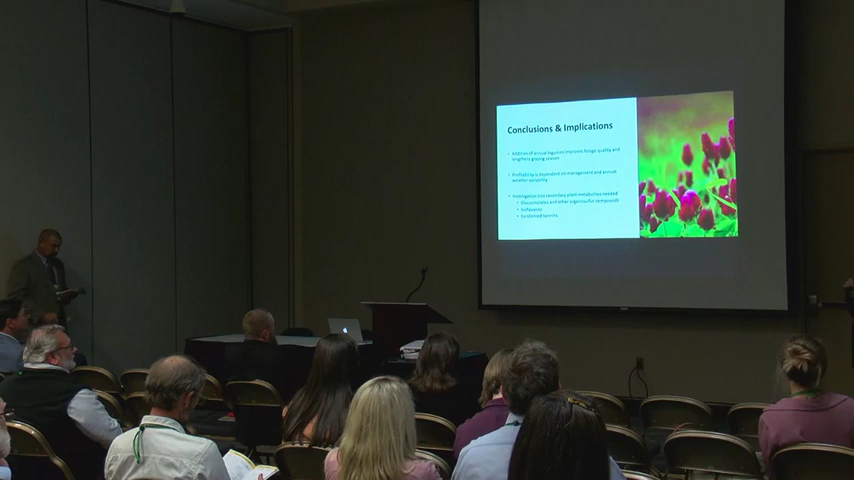 Conclusions & Implications
• Addition of annual legumes improves forage quality and
lengthens grazing season
• Profitability is dependent on management and annual
weather variability
• Investigation into secondary plant metabolites needed
• Glucosinolates and other organosulfur compounds
• Isoflavones
• Condensed tannins